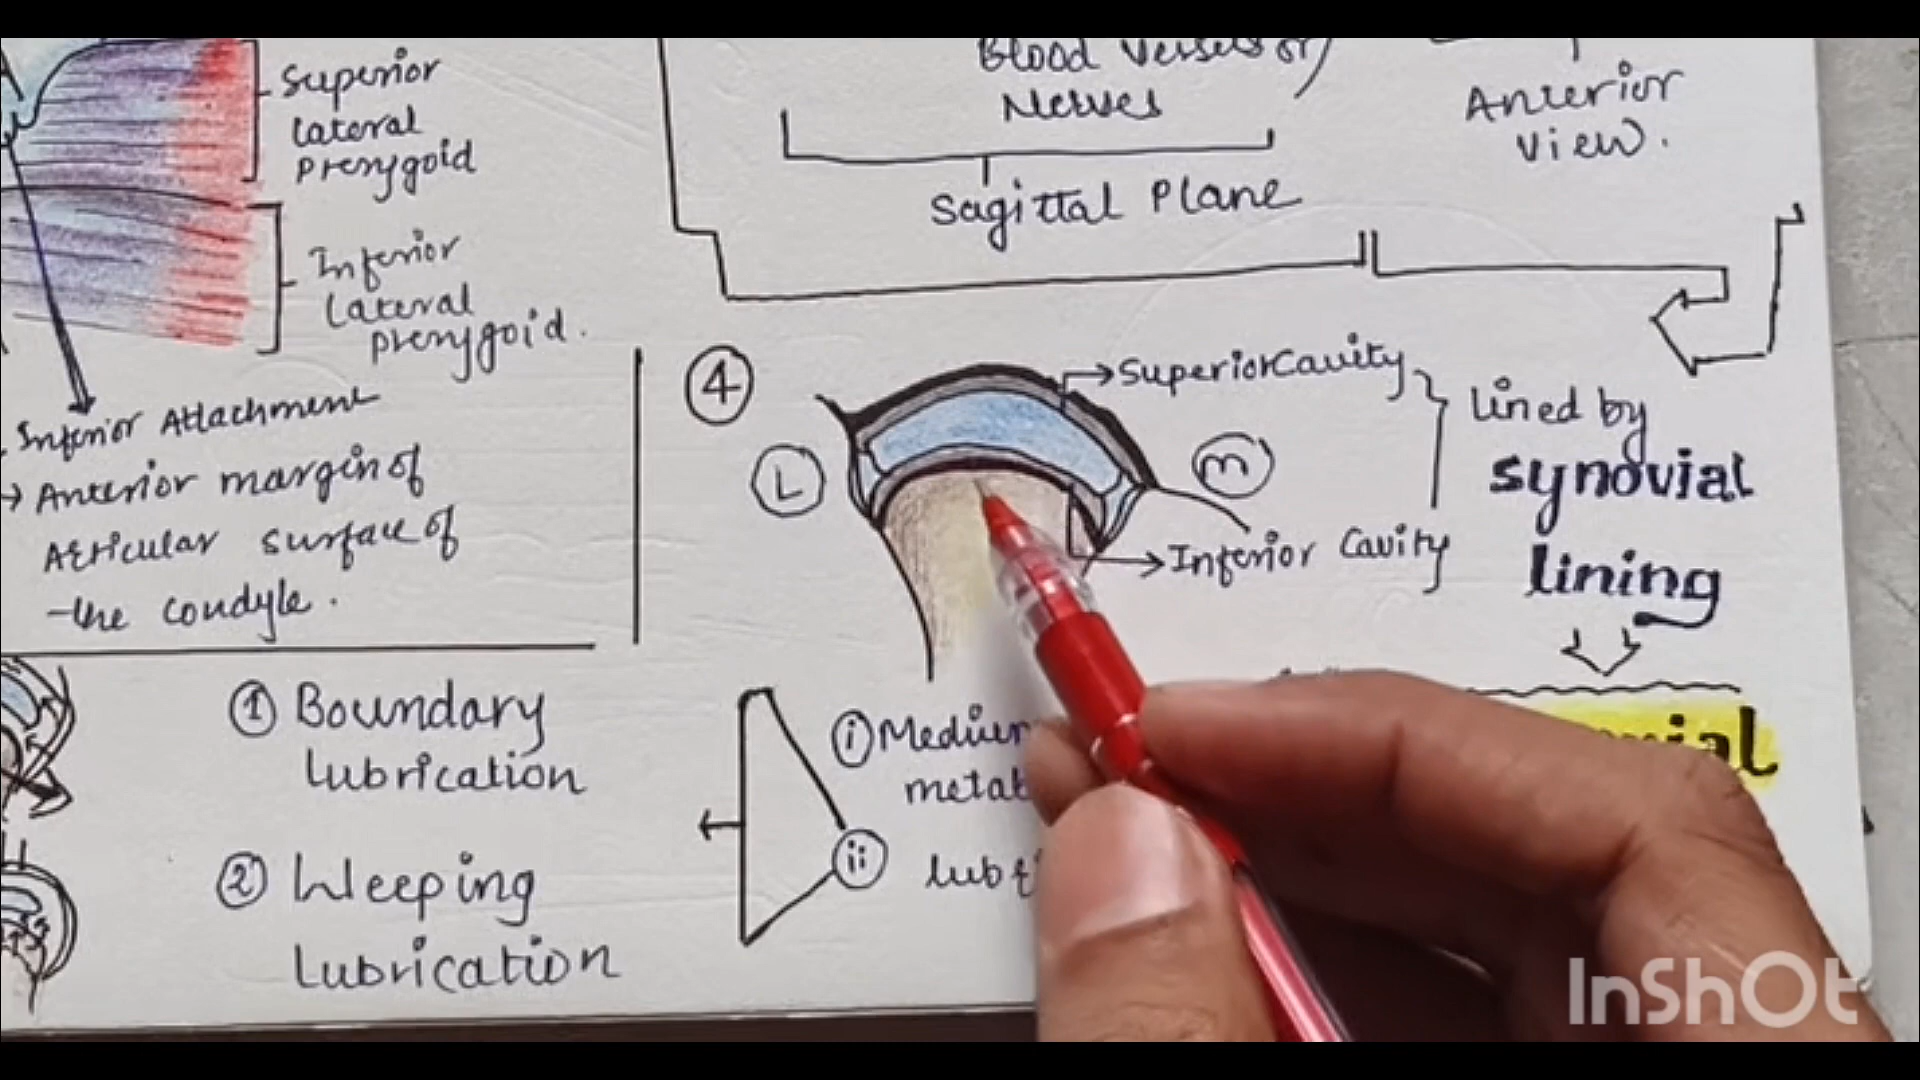 Superior
lateral
pterygoid
Inferior
lateral
pterygoid.
Inferior Attachment
→ Anterior margin of
Articular surface of
the condyle.
Blood vessels or
Nerves
Sagittal Plane
Anterior
view.
4
Superior Cavity
L
m
Inferior Cavity
lined by
synovial
lining
① Boundary
lubrication
② Weeping
Lubrication
i
ii
InShOt